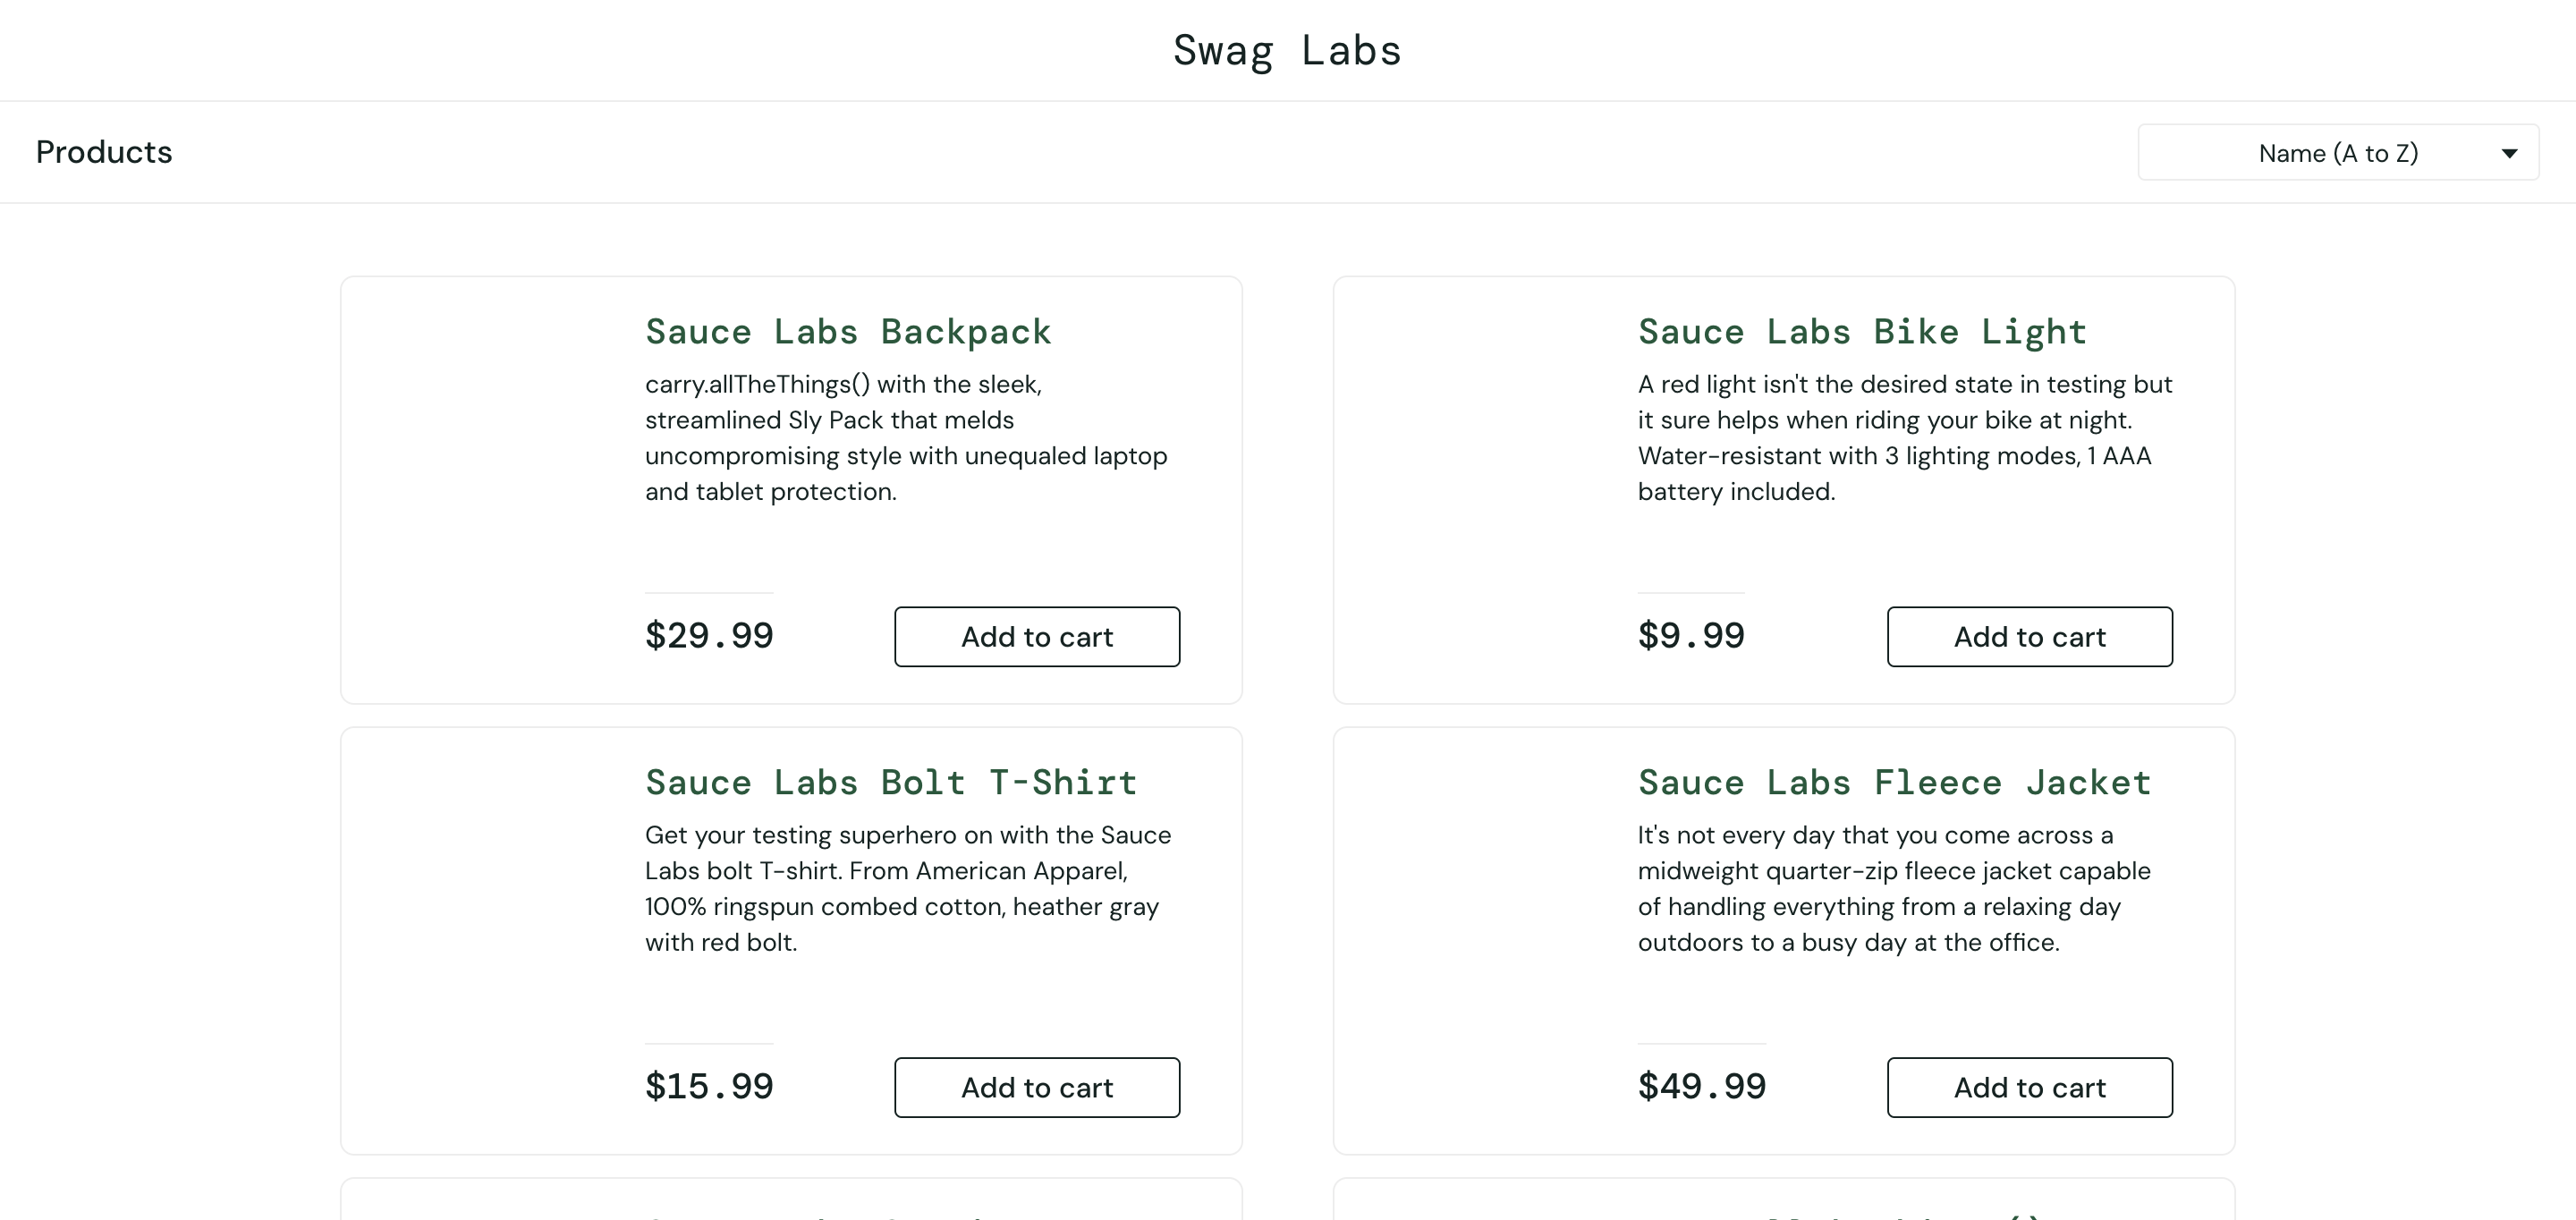 Swag Labs
Products
Name (A to Z)
Sauce Labs Backpack
carry.allTheThings() with the sleek,
streamlined Sly Pack that melds
uncompromising style with unequaled laptop
and tablet protection.
$29.99
Add to cart
Sauce Labs Bike Light
A red light isn't the desired state in testing but
it sure helps when riding your bike at night.
Water-resistant with 3 lighting modes, 1 AAA
battery included.
$9.99
Add to cart
Sauce Labs Bolt T-Shirt
Get your testing superhero on with the Sauce
Labs bolt T-shirt. From American Apparel,
100% ringspun combed cotton, heather gray
with red bolt.
$15.99
Add to cart
Sauce Labs Fleece Jacket
It's not every day that you come across a
midweight quarter-zip fleece jacket capable
of handling everything from a relaxing day
outdoors to a busy day at the office.
$49.99
Add to cart